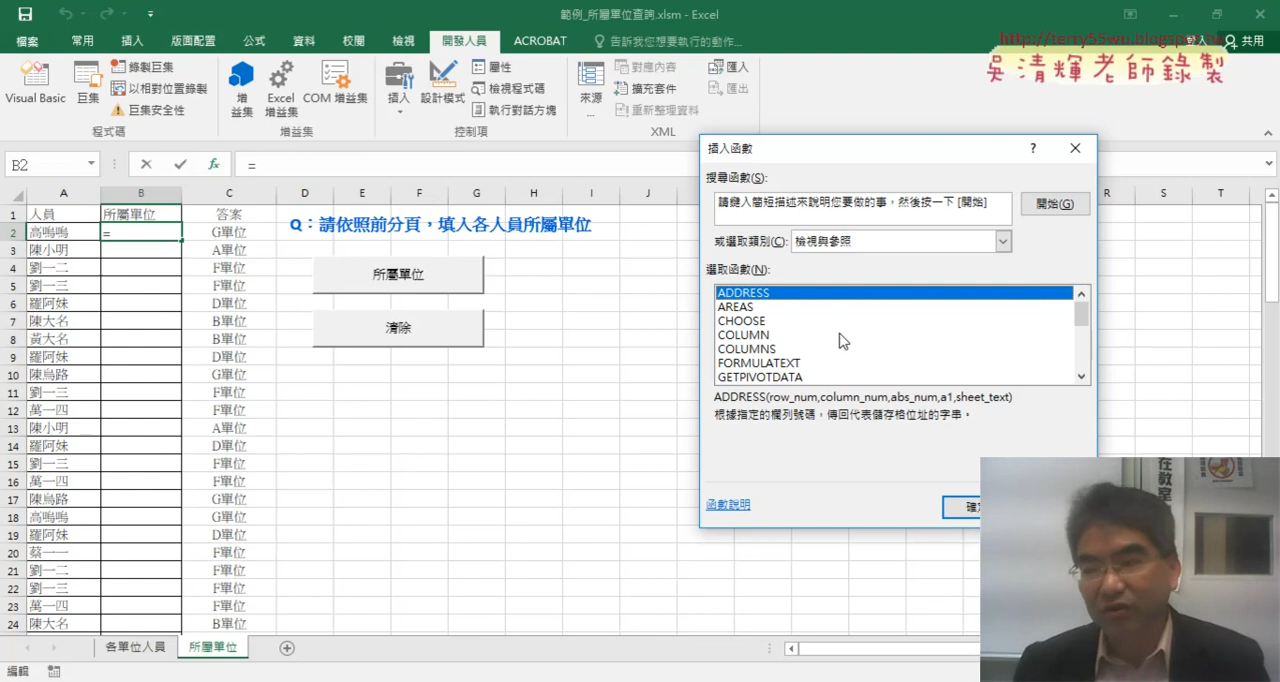 範例_所屬單位查詢.xlsm - Excel
檔案 常用 插入 版面配置 公式 資料 校閱 檢視 開發人員 ACROBAT 告訴我您想要執行的動作... 登入 共用
http://terry55wu.blogspot.tw
吳清輝老師錄製
Visual Basic 巨集 錄製巨集 以相對位置錄製 巨集安全性 程式碼
增益集 Excel 增益集 COM 增益集 增益集
插入 設計模式 屬性 檢視程式碼 執行對話方塊 控制項
來源... 對應內容 擴充套件 重新整理資料 匯入 匯出 XML
B2 fx =
A B C D E F G H I J R S T
1 人員 所屬單位 答案
Q：請依照前分頁，填入各人員所屬單位
2 高鳴鳴 = G單位
3 陳小明 A單位
4 劉一二 F單位
所屬單位
5 劉一三 F單位
6 羅阿妹 D單位
7 陳大名 B單位
清除
8 黃大名 B單位
9 羅阿妹 D單位
10 陳烏路 G單位
11 劉一三 F單位
12 萬一四 F單位
13 陳小明 A單位
14 羅阿妹 D單位
15 劉一三 F單位
16 萬一四 F單位
17 陳烏路 G單位
18 高鳴鳴 G單位
19 羅阿妹 D單位
20 蔡一一 F單位
21 劉一二 F單位
22 劉一三 F單位
23 萬一四 F單位
24 陳大名 B單位
各單位人員 所屬單位
編輯
插入函數 ?
搜尋函數(S):
請鍵入簡短描述來說明您要做的事，然後按一下 [開始] 開始(G)
或選取類別(C): 檢視與參照
選取函數(N):
ADDRESS
AREAS
CHOOSE
COLUMN
COLUMNS
FORMULATEXT
GETPIVOTDATA
ADDRESS(row_num,column_num,abs_num,a1,sheet_text)
根據指定的欄列號碼，傳回代表儲存格位址的字串。
函數說明
在教室